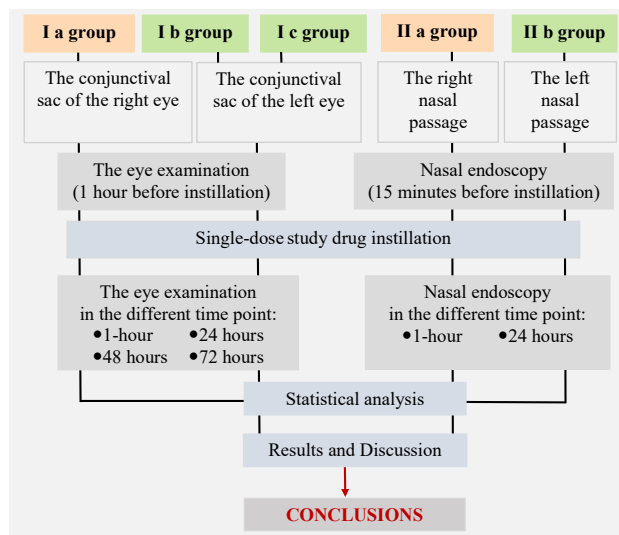 I a group
I b group
I c group
II a group
II b group
The conjunctival
sac of the right eye
The conjunctival
sac of the left eye
The right
nasal
passage
The left
nasal
passage
The eye examination
(1 hour before instillation)
Nasal endoscopy
(15 minutes before instillation)
Single-dose study drug instillation
The eye examination
in the different time point:
●1-hour ●24 hours
●48 hours ●72 hours
Nasal endoscopy
in the different time point:
●1-hour ●24 hours
Statistical analysis
Results and Discussion
CONCLUSIONS